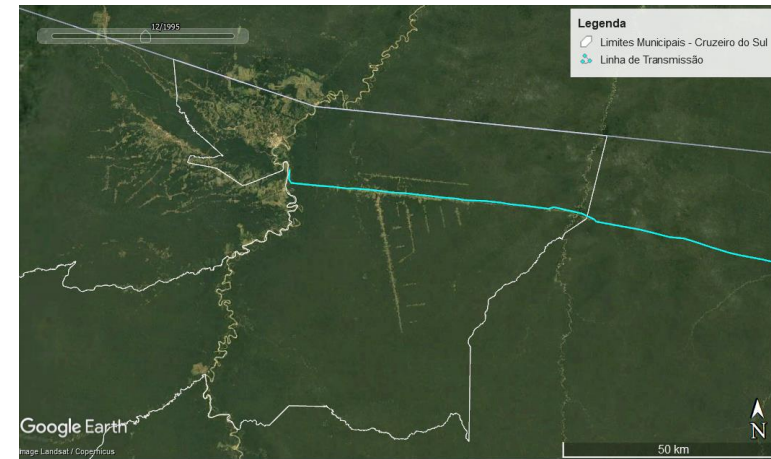 12/1995
Legenda
Limites Municipais - Cruzeiro do Sul
Linha de Transmissão
Google Earth
Image Landsat / Copernicus
N
50 km